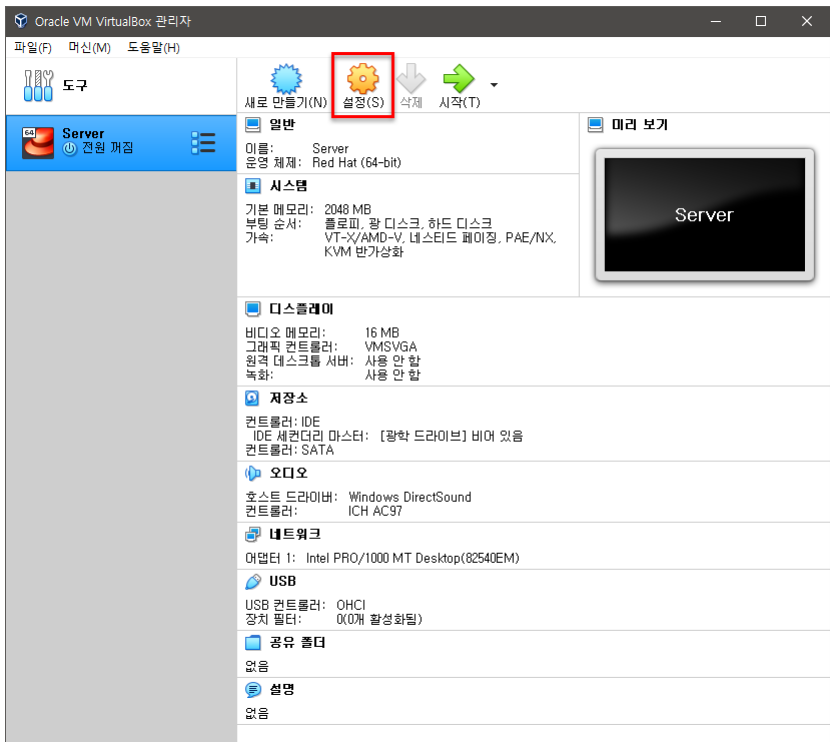 Oracle VM VirtualBox 관리자
파일(F) 머신(M) 도움말(H)
도구
새로 만들기(N) 설정(S) 삭제 시작(T)
64
Server
전원 꺼짐
일반
이름: Server
운영 체제: Red Hat (64-bit)
미리 보기
Server
시스템
기본 메모리: 2048 MB
부팅 순서: 플로피, 광 디스크, 하드 디스크
가속: VT-X/AMD-V, 네스티드 페이징, PAE/NX,
KVM 반가상화
디스플레이
비디오 메모리: 16 MB
그래픽 컨트롤러: VMSVGA
원격 데스크톱 서버: 사용 안 함
녹화: 사용 안 함
저장소
컨트롤러: IDE
IDE 세컨더리 마스터: [광학 드라이브] 비어 있음
컨트롤러: SATA
오디오
호스트 드라이버: Windows DirectSound
컨트롤러: ICH AC97
네트워크
어댑터 1: Intel PRO/1000 MT Desktop(82540EM)
USB
USB 컨트롤러: OHCI
장치 필터: 0(0개 활성화됨)
공유 폴더
없음
설명
없음